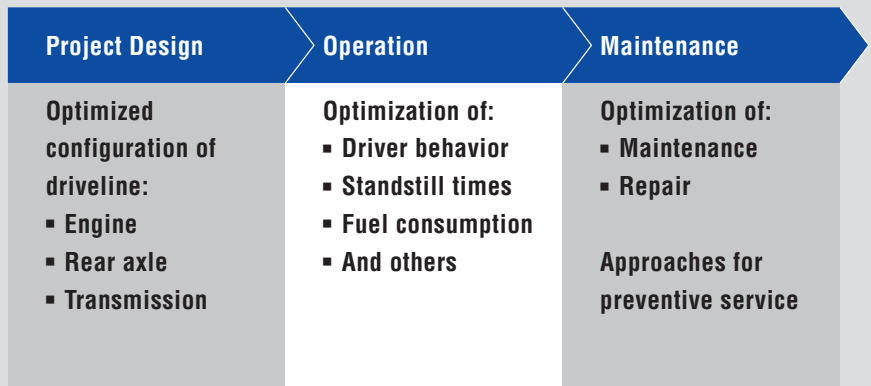 Project Design
Operation
Maintenance
Optimized
configuration of
driveline:
▪ Engine
▪ Rear axle
▪ Transmission
Optimization of:
▪ Driver behavior
▪ Standstill times
▪ Fuel consumption
▪ And others
Optimization of:
▪ Maintenance
▪ Repair
Approaches for
preventive service